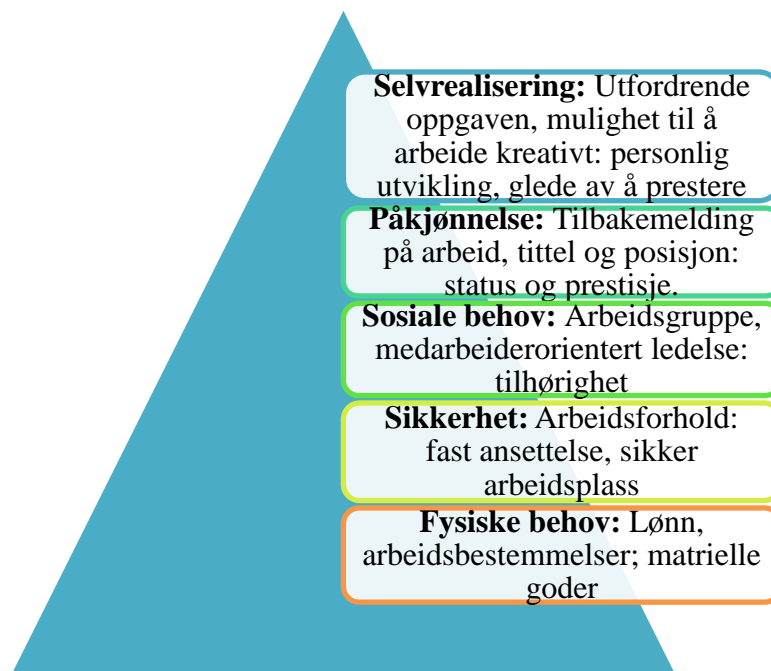 Selvrealisering: Utfordrende
oppgaven, mulighet til å
arbeide kreativt: personlig
utvikling, glede av å prestere
Påkjønnelse: Tilbakemelding
på arbeid, tittel og posisjon:
status og prestisje.
Sosiale behov: Arbeidsgruppe,
medarbeiderorientert ledelse:
tilhørighet
Sikkerhet: Arbeidsforhold:
fast ansettelse, sikker
arbeidsplass
Fysiske behov: Lønn,
arbeidsbestemmelser; matrielle
goder